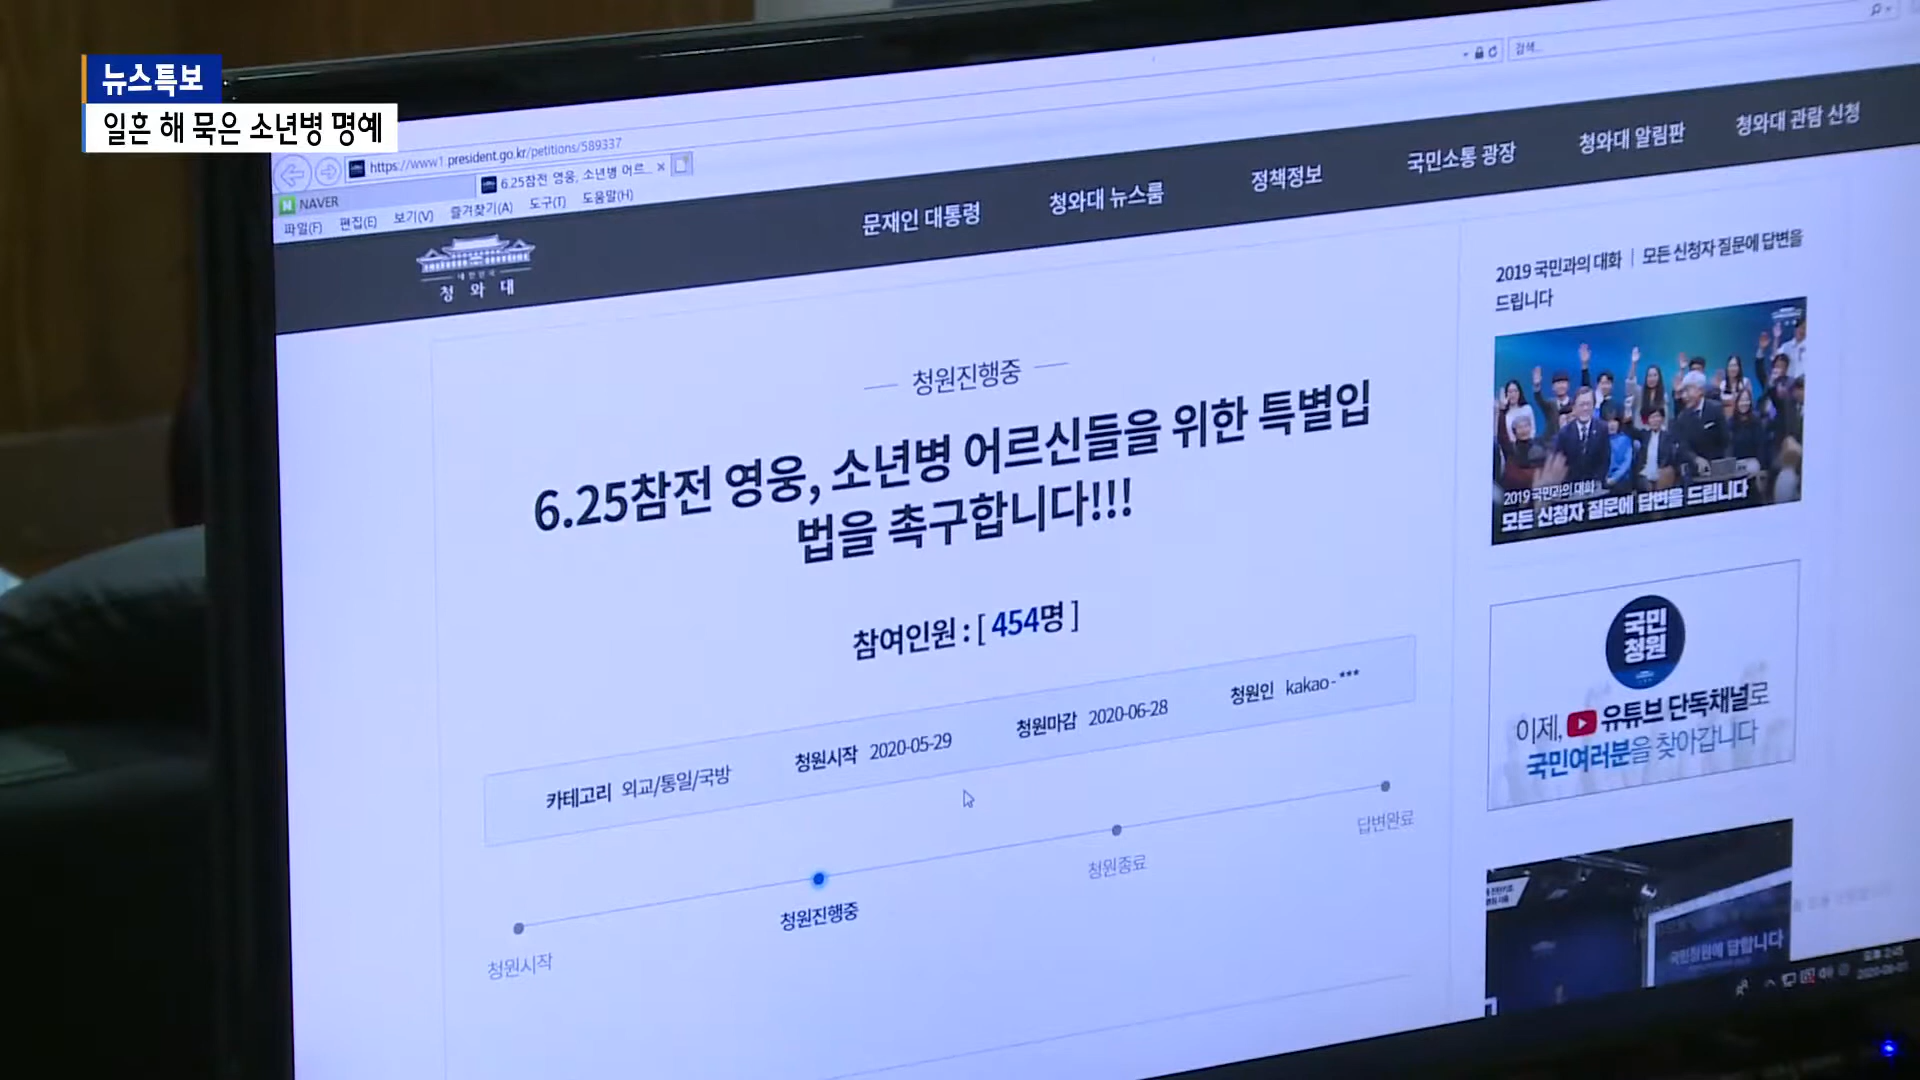 뉴스특보
일흔 해 묵은 소년병 명예
https://www1.president.go.kr/petitions/589337
검색...
6.25참전 영웅, 소년병 어르...
NAVER
파일(F) 편집(E) 보기(V) 즐겨찾기(A) 도구(T) 도움말(H)
대한민국
청와대
문재인 대통령 청와대 뉴스룸 정책정보 국민소통 광장 청와대 알림판 청와대 관람 신청
청원진행중
6.25참전 영웅, 소년병 어르신들을 위한 특별입
법을 촉구합니다!!!
참여인원 : [ 454명 ]
카테고리 외교/통일/국방 청원시작 2020-05-29 청원마감 2020-06-28 청원인 kakao-***
청원시작
청원진행중
청원종료
답변완료
2019 국민과의 대화 | 모든 신청자 질문에 답변을
드립니다
2019 국민과의 대화
모든 신청자 질문에 답변을 드립니다
국민
청원
이제, 유튜브 단독채널로
국민여러분을 찾아갑니다
국민청원에 답합니다